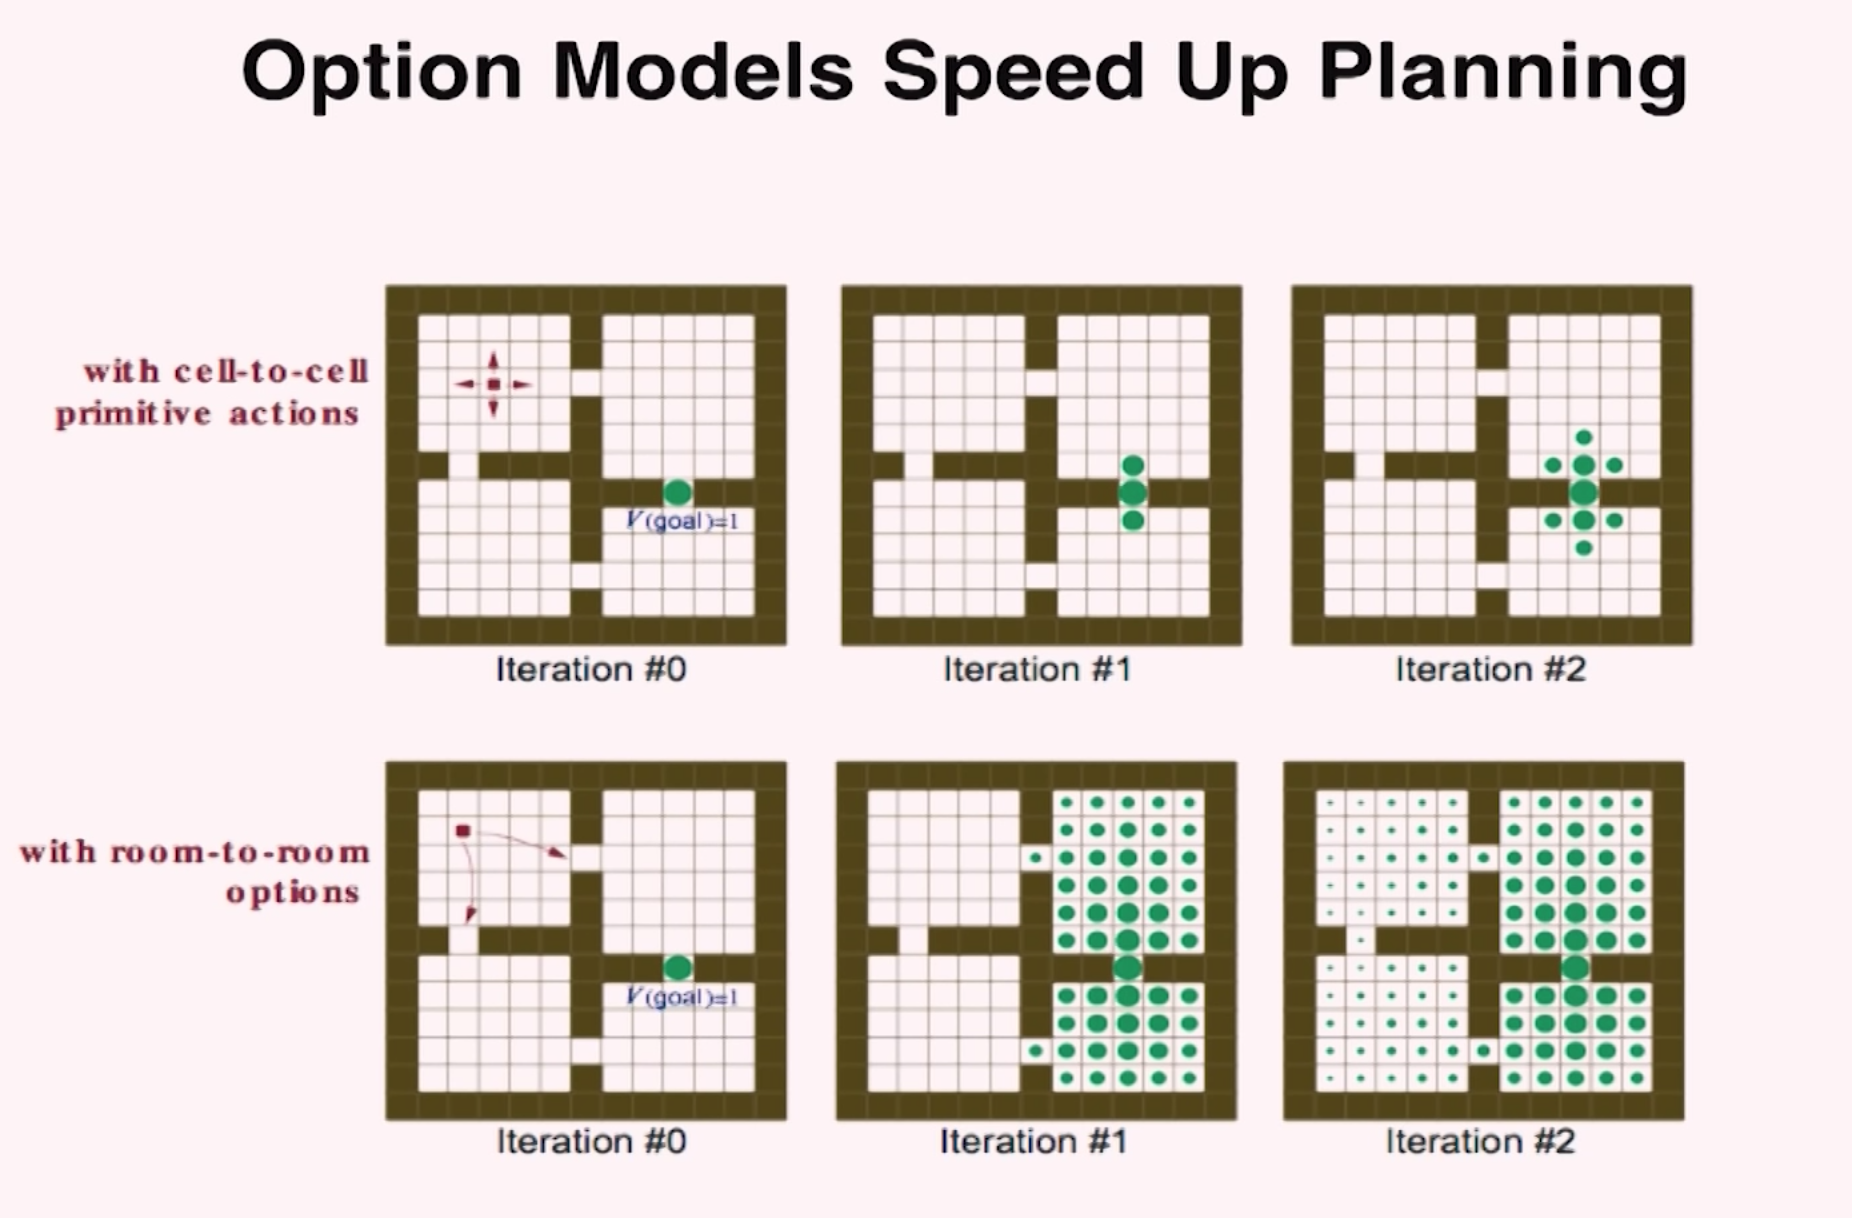 Option Models Speed Up Planning
with cell-to-cell
primitive actions
V(goal)=1
Iteration #0
Iteration #1
Iteration #2
with room-to-room
options
V(goal)=1
Iteration #0
Iteration #1
Iteration #2